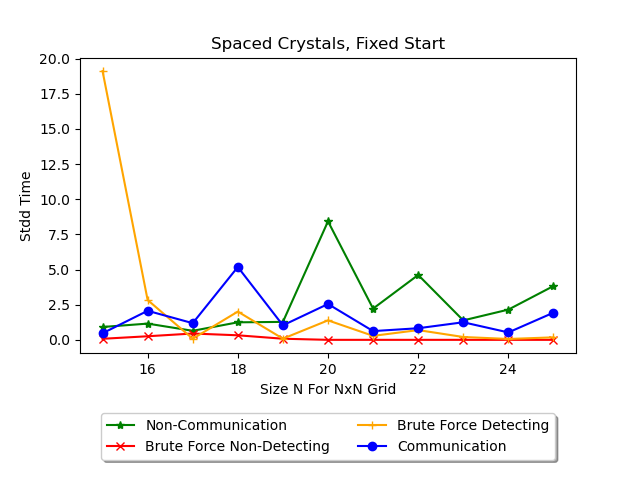 Spaced Crystals, Fixed Start
20.0
17.5
15.0
12.5
10.0
7.5
5.0
2.5
0.0
Stdd Time
16 18 20 22 24
Size N For NxN Grid
Non-Communication
Brute Force Non-Detecting
Brute Force Detecting
Communication